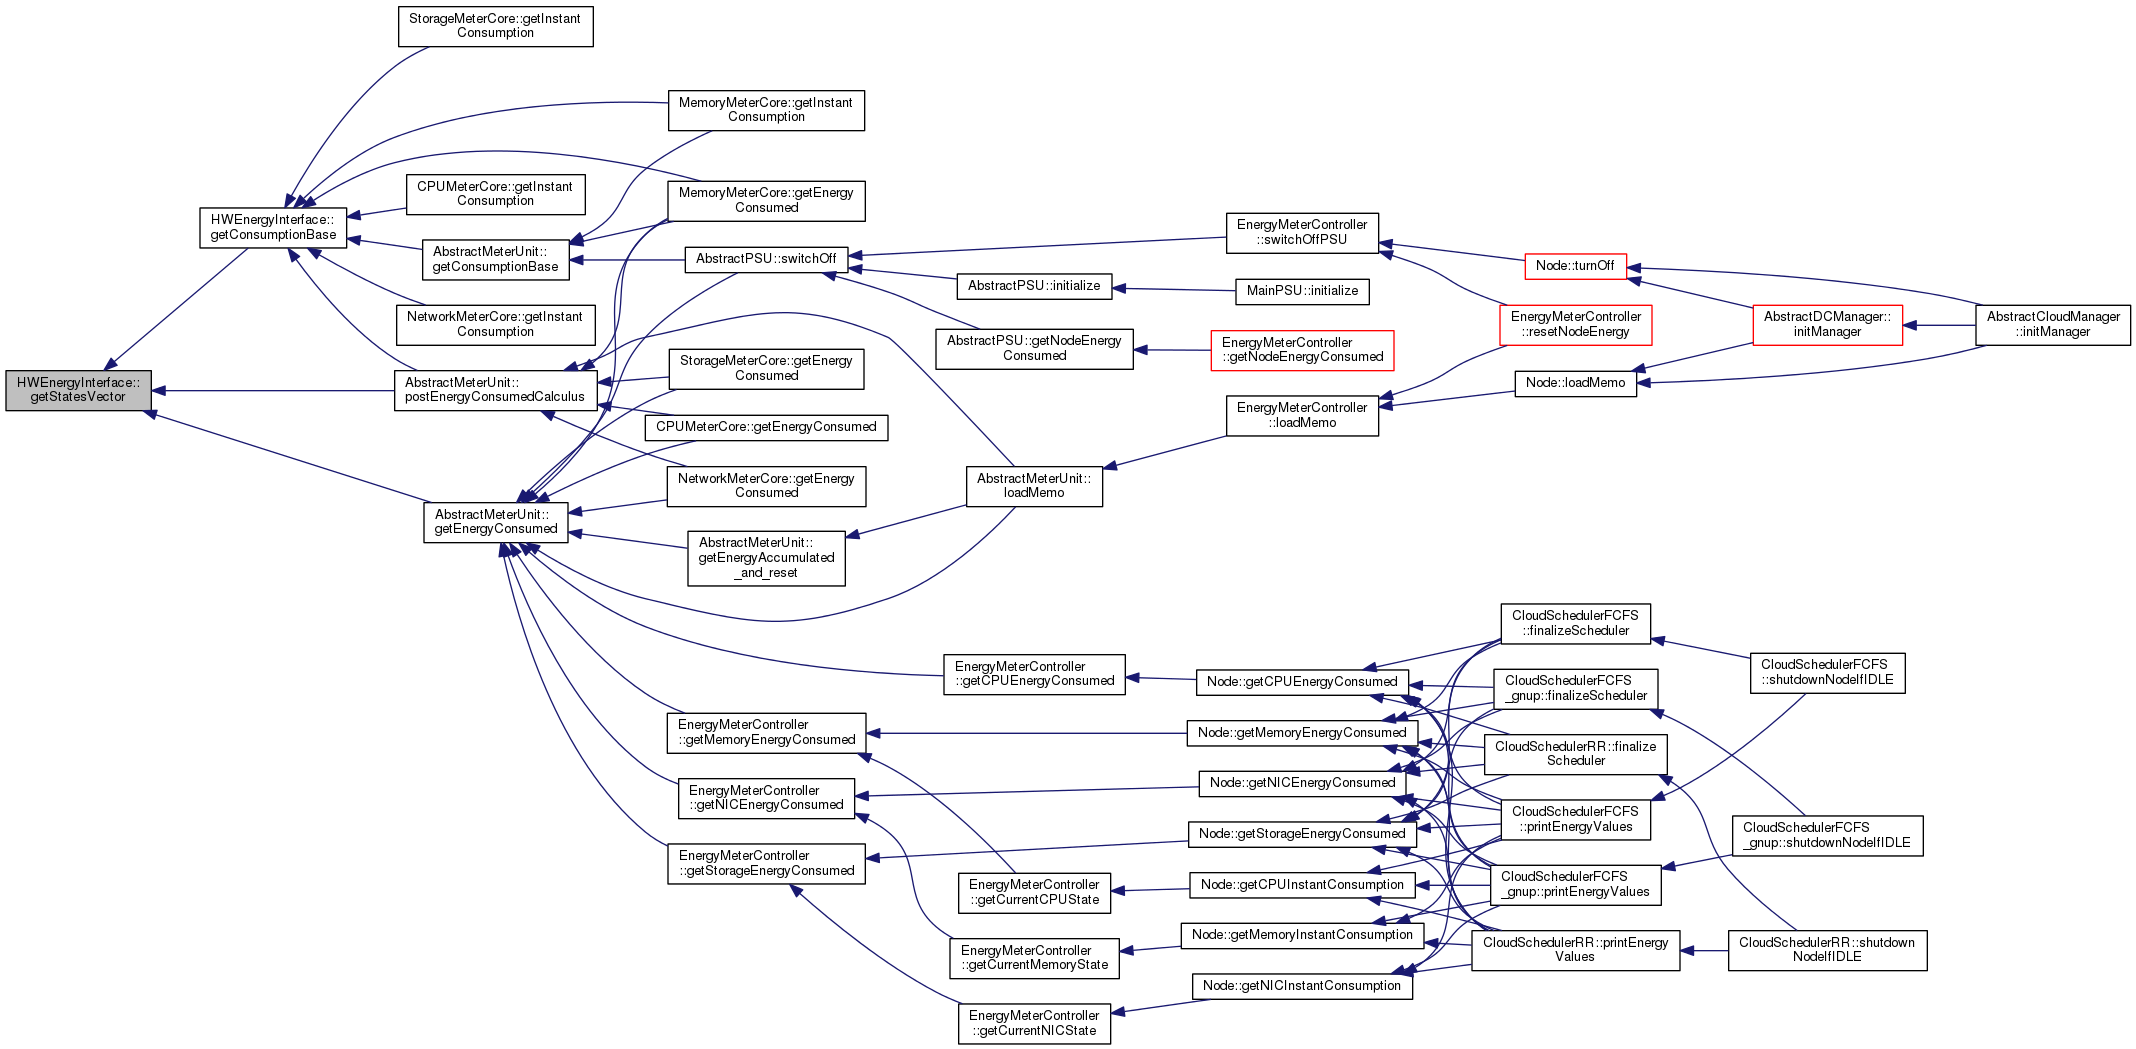 StorageMeterCore::getInstant
Consumption
MemoryMeterCore::getInstant
Consumption
CPUMeterCore::getInstant
Consumption
MemoryMeterCore::getEnergy
Consumed
HWEnergyInterface::
getConsumptionBase
AbstractMeterUnit::
getConsumptionBase
AbstractPSU::switchOff
EnergyMeterController
::switchOffPSU
Node::turnOff
AbstractPSU::initialize
MainPSU::initialize
NetworkMeterCore::getInstant
Consumption
EnergyMeterController
::resetNodeEnergy
AbstractDCManager::
initManager
AbstractCloudManager
::initManager
AbstractPSU::getNodeEnergy
Consumed
EnergyMeterController
::getNodeEnergyConsumed
StorageMeterCore::getEnergy
Consumed
HWEnergyInterface::
getStatesVector
AbstractMeterUnit::
postEnergyConsumedCalculus
Node::loadMemo
EnergyMeterController
::loadMemo
CPUMeterCore::getEnergyConsumed
NetworkMeterCore::getEnergy
Consumed
AbstractMeterUnit::
loadMemo
AbstractMeterUnit::
getEnergyConsumed
AbstractMeterUnit::
getEnergyAccumulated
_and_reset
CloudSchedulerFCFS
::finalizeScheduler
EnergyMeterController
::getCPUEnergyConsumed
Node::getCPUEnergyConsumed
CloudSchedulerFCFS
_gnup::finalizeScheduler
CloudSchedulerFCFS
::shutdownNodeIfIDLE
EnergyMeterController
::getMemoryEnergyConsumed
Node::getMemoryEnergyConsumed
CloudSchedulerRR::finalize
Scheduler
EnergyMeterController
::getNICEnergyConsumed
Node::getNICEnergyConsumed
CloudSchedulerFCFS
::printEnergyValues
Node::getStorageEnergyConsumed
CloudSchedulerFCFS
_gnup::shutdownNodeIfIDLE
EnergyMeterController
::getStorageEnergyConsumed
EnergyMeterController
::getCurrentCPUState
Node::getCPUInstantConsumption
CloudSchedulerFCFS
_gnup::printEnergyValues
Node::getMemoryInstantConsumption
EnergyMeterController
::getCurrentMemoryState
CloudSchedulerRR::printEnergy
Values
CloudSchedulerRR::shutdown
NodeIfIDLE
Node::getNICInstantConsumption
EnergyMeterController
::getCurrentNICState